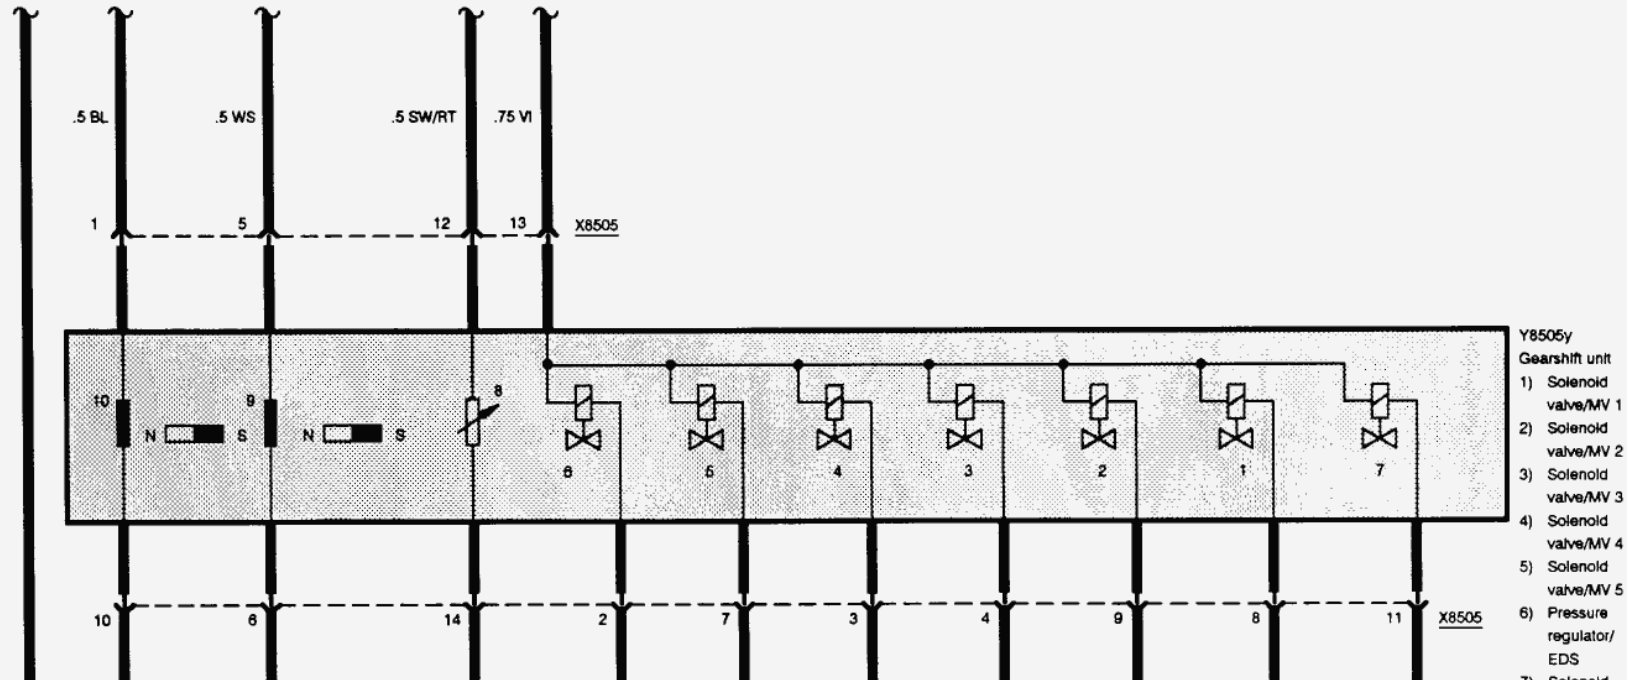 .5 BL .5 WS .5 SW/RT .75 VI
1 5 12 13 X8505
Y8505y
Gearshift unit
1) Solenoid
valve/MV 1
2) Solenoid
valve/MV 2
3) Solenoid
valve/MV 3
4) Solenoid
valve/MV 4
5) Solenoid
valve/MV 5
6) Pressure
regulator/
EDS
7) Solenoid
10 9 8
N S N S
6 5 4 3 2 1 7
10 6 14 2 7 3 4 9 8 11 X8505